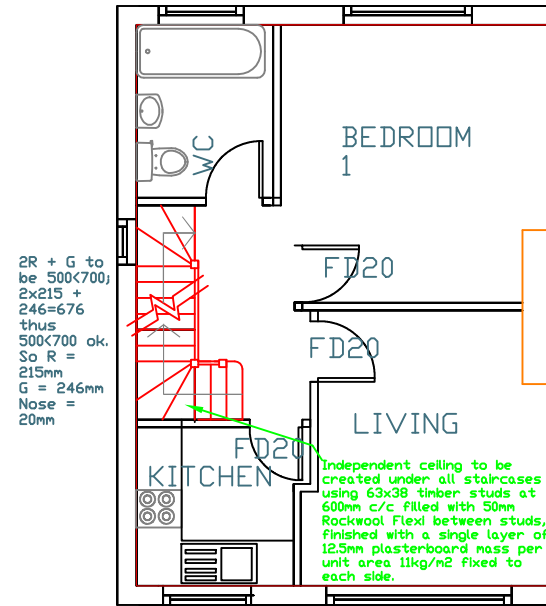 BEDROOM
1
WC
FD20
2R + G to
be 500<700;
2x215 +
246=676
thus
500<700 ok.
So R =
215mm
G = 246mm
Nose =
20mm
FD20
LIVING
FD20
KITCHEN
Independent ceiling to be
created under all staircases
using 63x38 timber studs at
600mm c/c filled with 50mm
Rockwool Flexi between studs,
finished with a single layer of
12.5mm plasterboard mass per
unit area 11kg/m2 fixed to
each side.